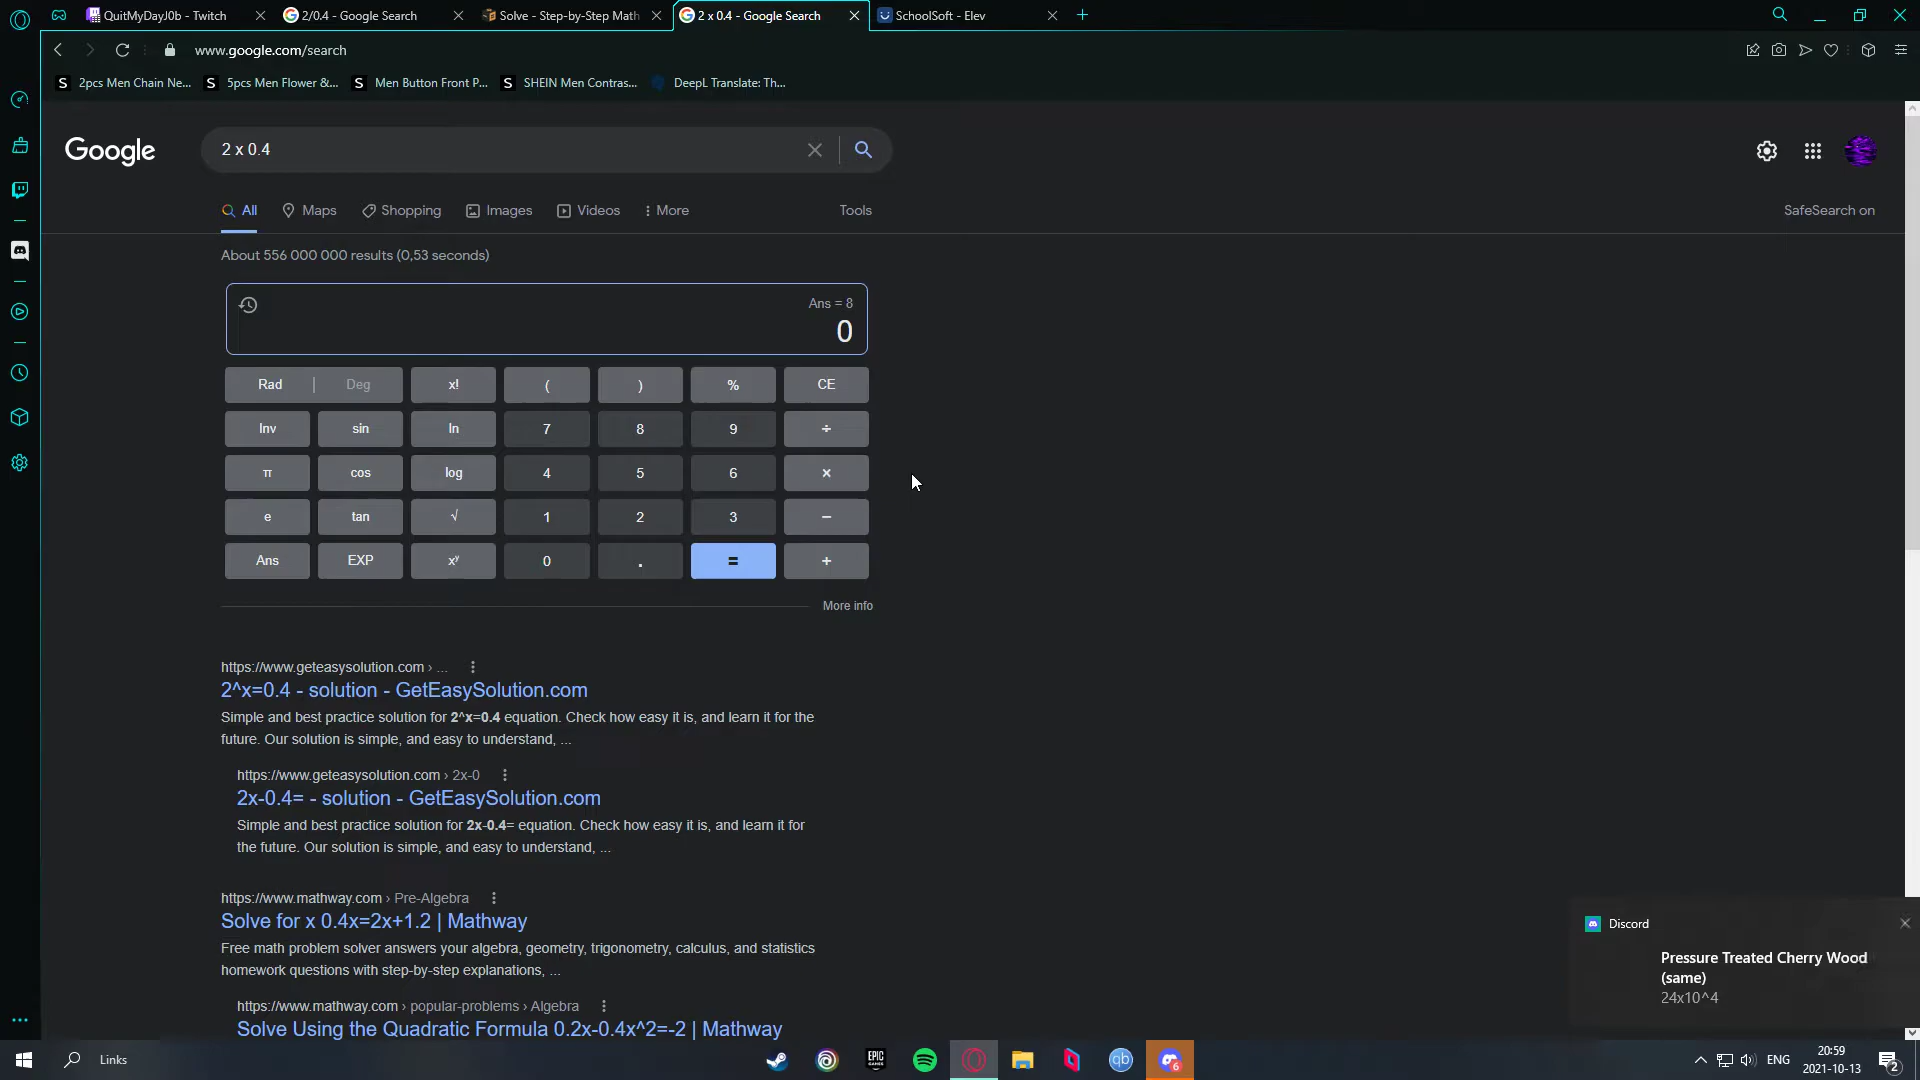 QuitMyDayJ0b - Twitch
2/0.4 - Google Search
Solve - Step-by-Step Math
2 x 0.4 - Google Search
SchoolSoft - Elev
www.google.com/search
2pcs Men Chain Ne...
5pcs Men Flower &...
Men Button Front P...
SHEIN Men Contras...
DeepL Translate: Th...
Google
2 x 0.4
All
Maps
Shopping
Images
Videos
More
Tools
SafeSearch on
About 556 000 000 results (0,53 seconds)
Ans = 8
0
Rad | Deg x! ( ) % CE
Inv sin ln 7 8 9 ÷
π cos log 4 5 6 ×
e tan √ 1 2 3 −
Ans EXP xʸ 0 . = +
More info
https://www.geteasysolution.com › ...
2^x=0.4 - solution - GetEasySolution.com
Simple and best practice solution for 2^x=0.4 equation. Check how easy it is, and learn it for the
future. Our solution is simple, and easy to understand, ...
https://www.geteasysolution.com › 2x-0
2x-0.4= - solution - GetEasySolution.com
Simple and best practice solution for 2x-0.4= equation. Check how easy it is, and learn it for
the future. Our solution is simple, and easy to understand, ...
https://www.mathway.com › Pre-Algebra
Solve for x 0.4x=2x+1.2 | Mathway
Free math problem solver answers your algebra, geometry, trigonometry, calculus, and statistics
homework questions with step-by-step explanations, ...
https://www.mathway.com › popular-problems › Algebra
Solve Using the Quadratic Formula 0.2x-0.4x^2=-2 | Mathway
Discord
Pressure Treated Cherry Wood
(same)
24x10^4
Links
EPIC
GAMES
qb
6
ENG
20:59
2021-10-13
2